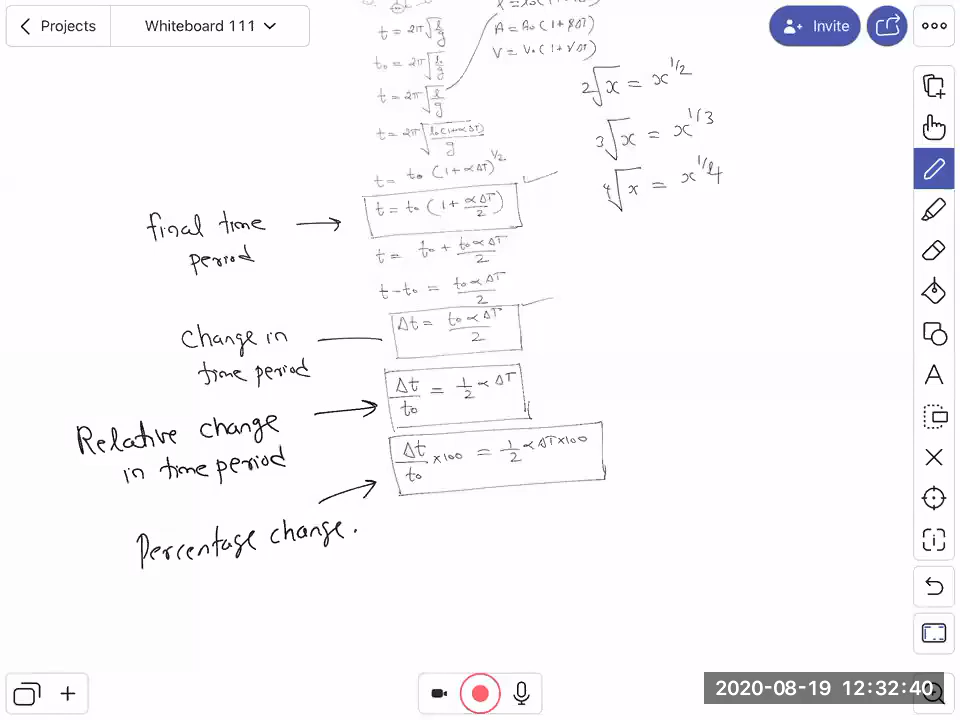 Projects
Whiteboard 111
Invite
t = 2π√(l/g)
A = A₀(1+βΔT)
V = V₀(1+γΔT)
t₀ = 2π√(l₀/g)
t = 2π√(l/g)
t = 2π√(l₀(1+αΔT)/g)
t = t₀ (1+αΔT)^1/2
t = t₀ (1 + αΔT/2)
t = t₀ + t₀αΔT/2
t - t₀ = t₀αΔT/2
Δt = t₀αΔT/2
Δt/t₀ = 1/2 αΔT
Δt/t₀ ×100 = 1/2 αΔT×100
2√x = x^1/2
3√x = x^1/3
4√x = x^1/4
final time
period
Change in
time period
Relative change
in time period
Percentage change.
2020-08-19 12:32:40